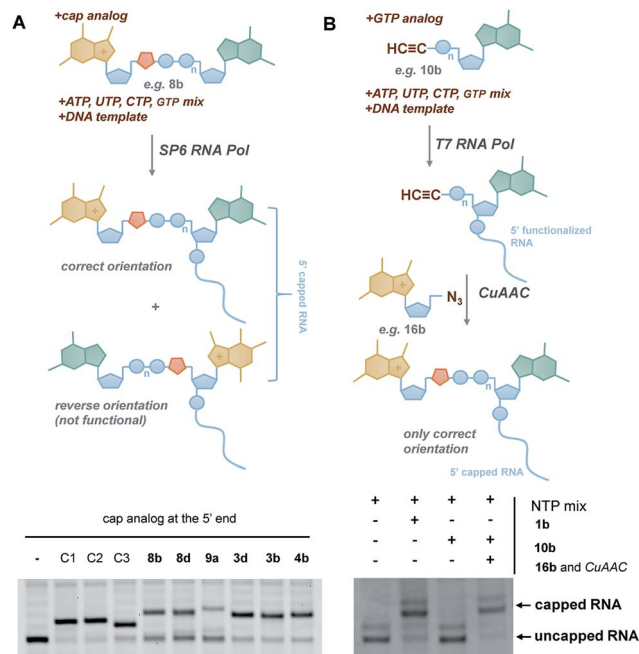 A
+cap analog
n
e.g. 8b
+ATP, UTP, CTP, GTP mix
+DNA template
SP6 RNA Pol
+
n
correct orientation
+
n
+
reverse orientation
(not functional)
5' capped RNA
cap analog at the 5' end
- C1 C2 C3 8b 8d 9a 3d 3b 4b
B
+GTP analog
HC≡C
n
e.g. 10b
+ATP, UTP, CTP, GTP mix
+DNA template
T7 RNA Pol
HC≡C
n
5' functionalized
RNA
+
N3
CuAAC
e.g. 16b
+
n
only correct
orientation
5' capped RNA
+ + + + NTP mix
- + - - 1b
- - + + 10b
- - - + 16b and CuAAC
capped RNA
uncapped RNA